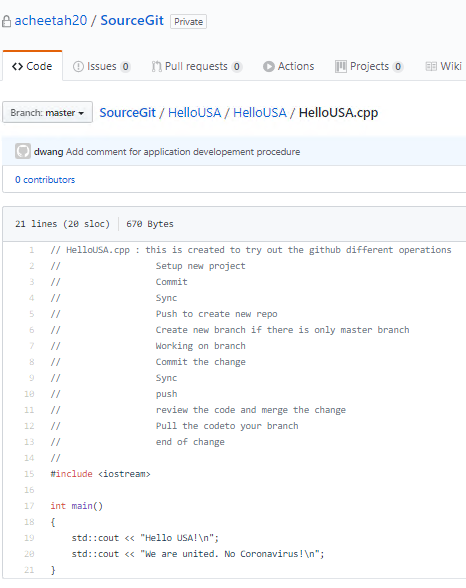 acheetah20 / SourceGit Private
Code Issues 0 Pull requests 0 Actions Projects 0 Wiki
Branch: master SourceGit / HelloUSA / HelloUSA / HelloUSA.cpp
dwang Add comment for application developement procedure
0 contributors
21 lines (20 sloc) 670 Bytes
1 // HelloUSA.cpp : this is created to try out the github different operations
2 // Setup new project
3 // Commit
4 // Sync
5 // Push to create new repo
6 // Create new branch if there is only master branch
7 // Working on branch
8 // Commit the change
9 // Sync
10 // push
11 // review the code and merge the change
12 // Pull the codeto your branch
13 // end of change
14 //
15 #include <iostream>
16
17 int main()
18 {
19 std::cout << "Hello USA!\n";
20 std::cout << "We are united. No Coronavirus!\n";
21 }